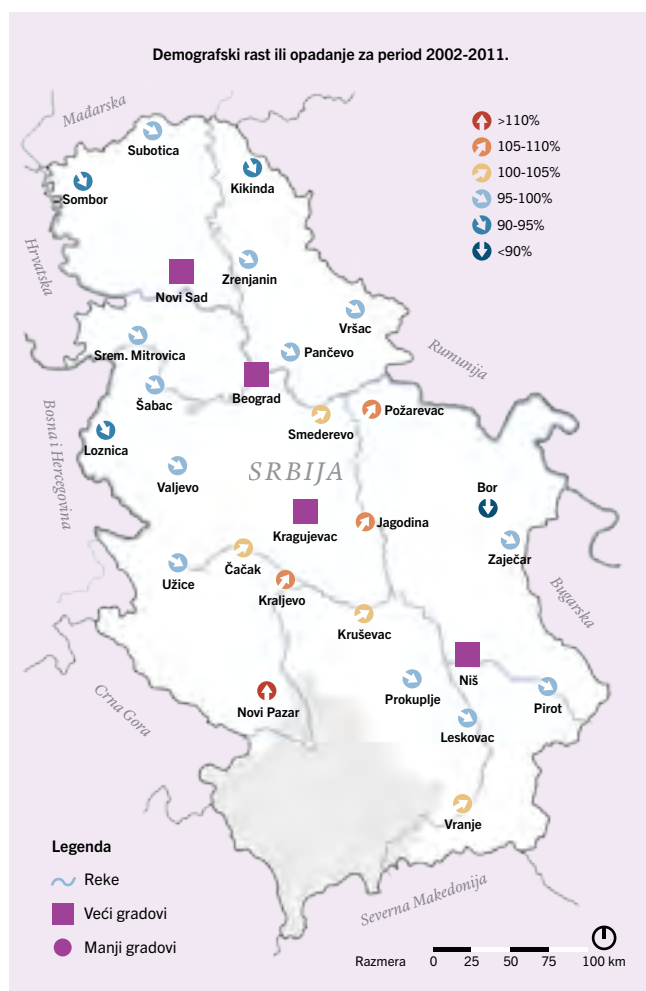 Demografski rast ili opadanje za period 2002-2011.
>110%
105-110%
100-105%
95-100%
90-95%
<90%
Mađarska
Subotica
Sombor
Kikinda
Hrvatska
Zrenjanin
Novi Sad
Vršac
Srem. Mitrovica
Pančevo
Rumunija
Beograd
Šabac
Požarevac
Smederevo
Bosna i Hercegovina
Loznica
SRBIJA
Valjevo
Bor
Kragujevac
Jagodina
Zaječar
Čačak
Užice
Kraljevo
Bugarska
Kruševac
Niš
Prokuplje
Pirot
Novi Pazar
Crna Gora
Leskovac
Vranje
Severna Makedonija
Legenda
Reke
Veći gradovi
Manji gradovi
Razmera 0 25 50 75 100 km